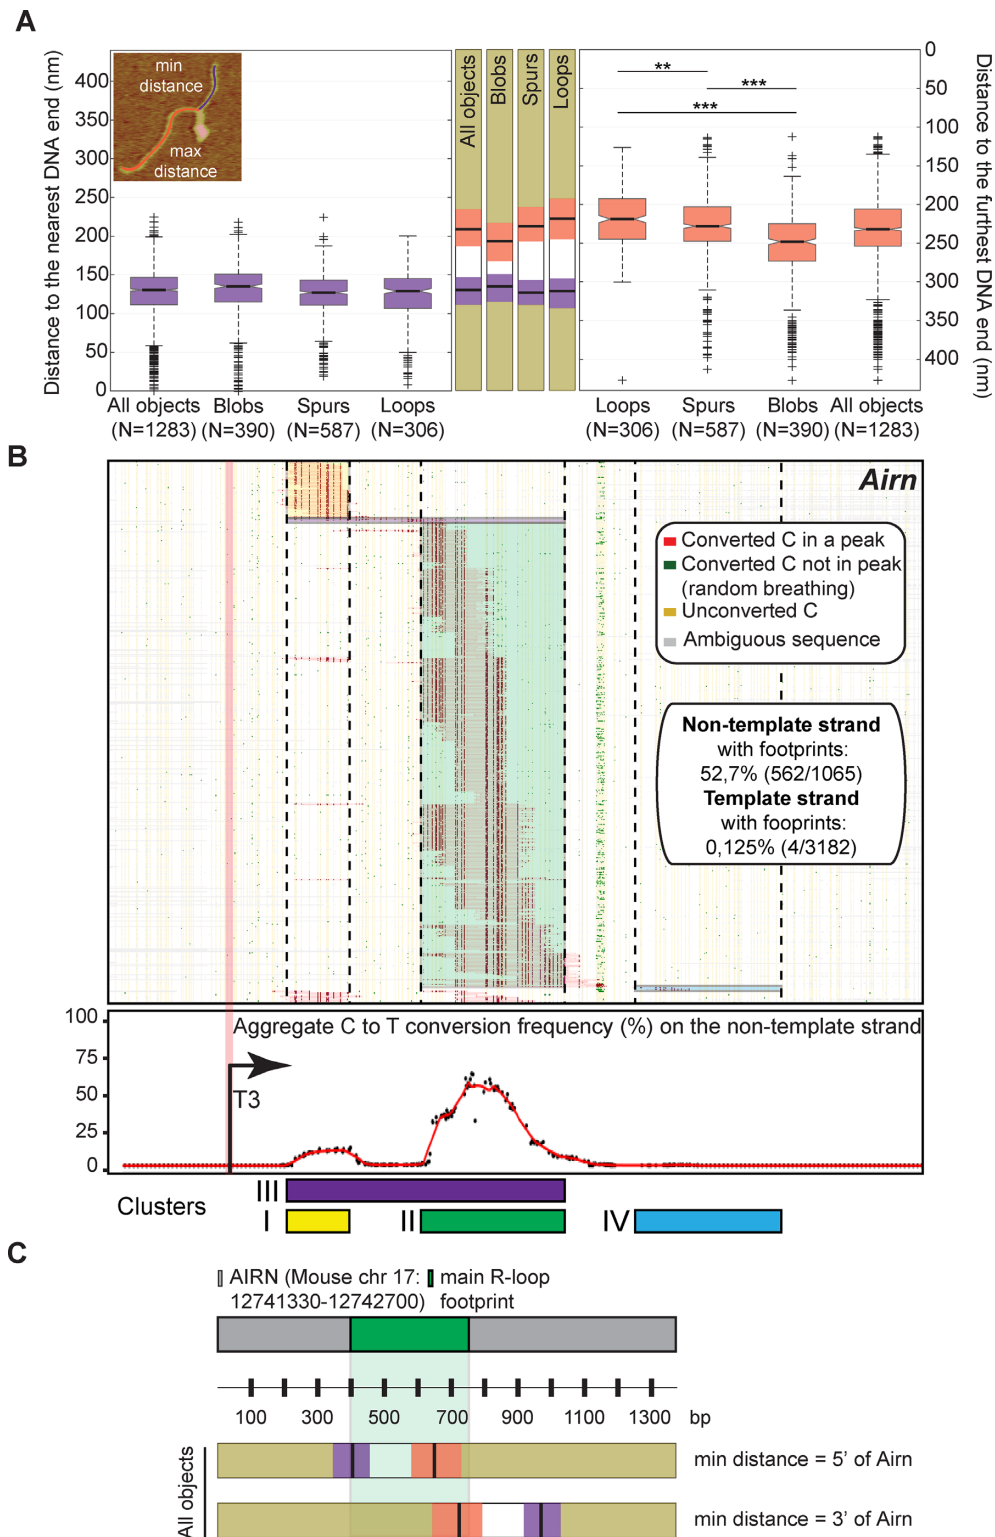 A
Distance to the nearest DNA end (nm)
400
350
300
250
200
150
100
50
0
min
distance
max
distance
All objects
Blobs
Spurs
Loops
**
***
***
0
50
100
150
200
250
300
350
400
Distance to the furthest DNA end (nm)
All objects
(N=1283)
Blobs
(N=390)
Spurs
(N=587)
Loops
(N=306)
Loops
(N=306)
Spurs
(N=587)
Blobs
(N=390)
All objects
(N=1283)
B
Airn
Converted C in a peak
Converted C not in peak
(random breathing)
Unconverted C
Ambiguous sequence
Non-template strand
with footprints:
52,7% (562/1065)
Template strand
with fooprints:
0,125% (4/3182)
Aggregate C to T conversion frequency (%) on the non-template strand
100
75
50
25
0
T3
Clusters
III
I
II
IV
C
AIRN (Mouse chr 17:
12741330-12742700)
main R-loop
footprint
100
300
500
700
900
1100
1300
bp
All objects
min distance = 5' of Airn
min distance = 3' of Airn